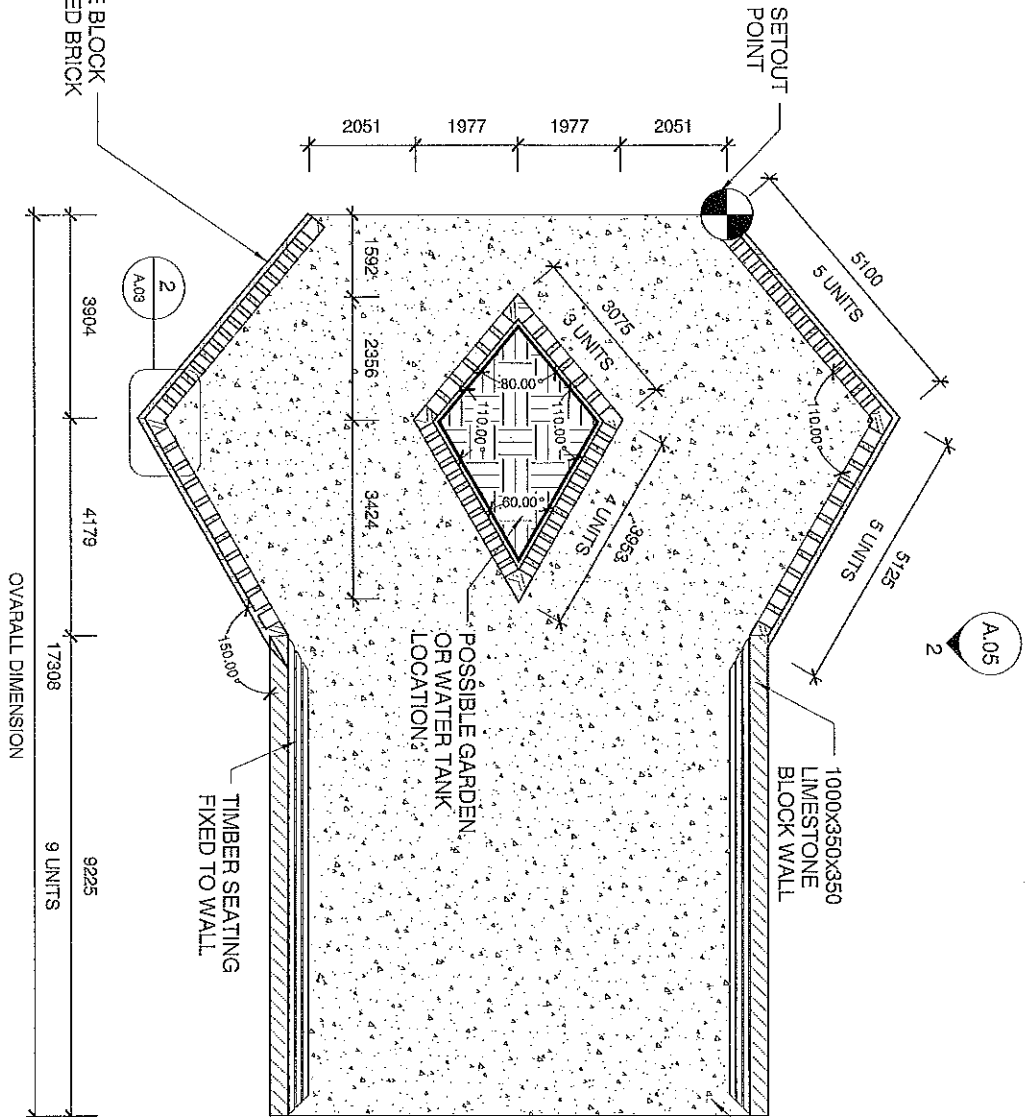 SETOUT
POINT
E BLOCK
ED BRICK
2051
1977
1977
2051
5100
5 UNITS
110.00°
5125
5 UNITS
A.05
2
1592
2356
3424
3075
3 UNITS
3953
4 UNITS
80.00°
110.00°
110.00°
60.00°
2
A.03
POSSIBLE GARDEN
OR WATER TANK
LOCATION
1000x350x350
LIMESTONE
BLOCK WALL
TIMBER SEATING
FIXED TO WALL
150.00°
3904
4179
9225
9 UNITS
17308
OVARALL DIMENSION